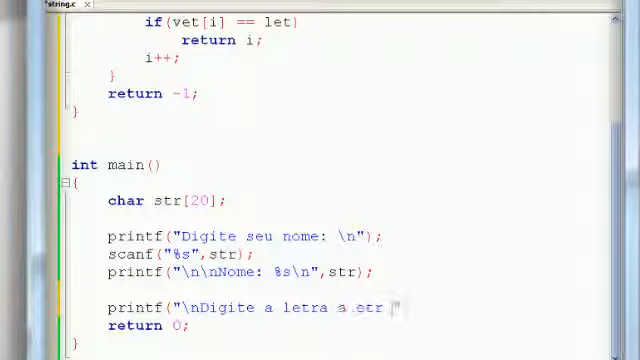 *string.c
if(vet[i] == let)
return i;
i++;
}
return -1;
}
int main()
{
char str[20];
printf("Digite seu nome: \n");
scanf("%s",str);
printf("\n\nNome: %s\n",str);
printf("\nDigite a letra a str "
return 0;
}